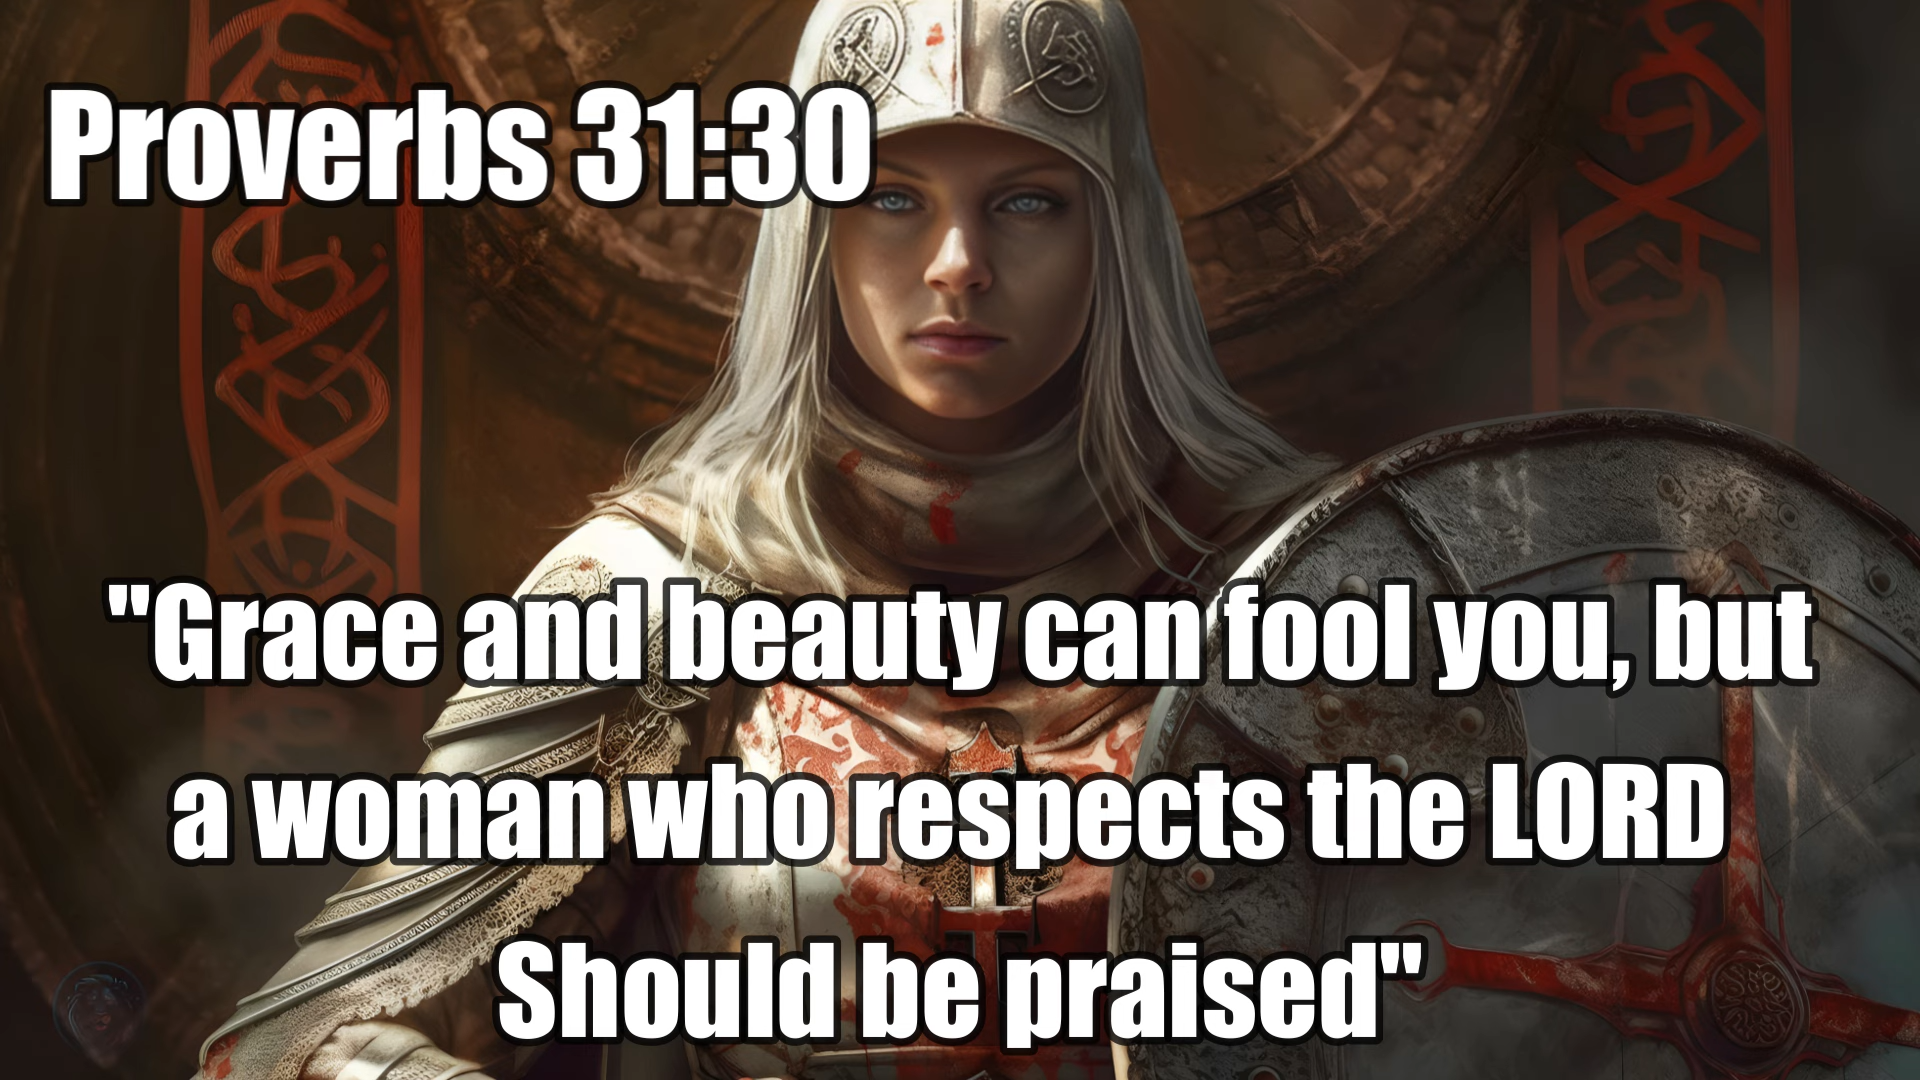 Proverbs 31:30
"Grace and beauty can fool you, but
a woman who respects the LORD
Should be praised"